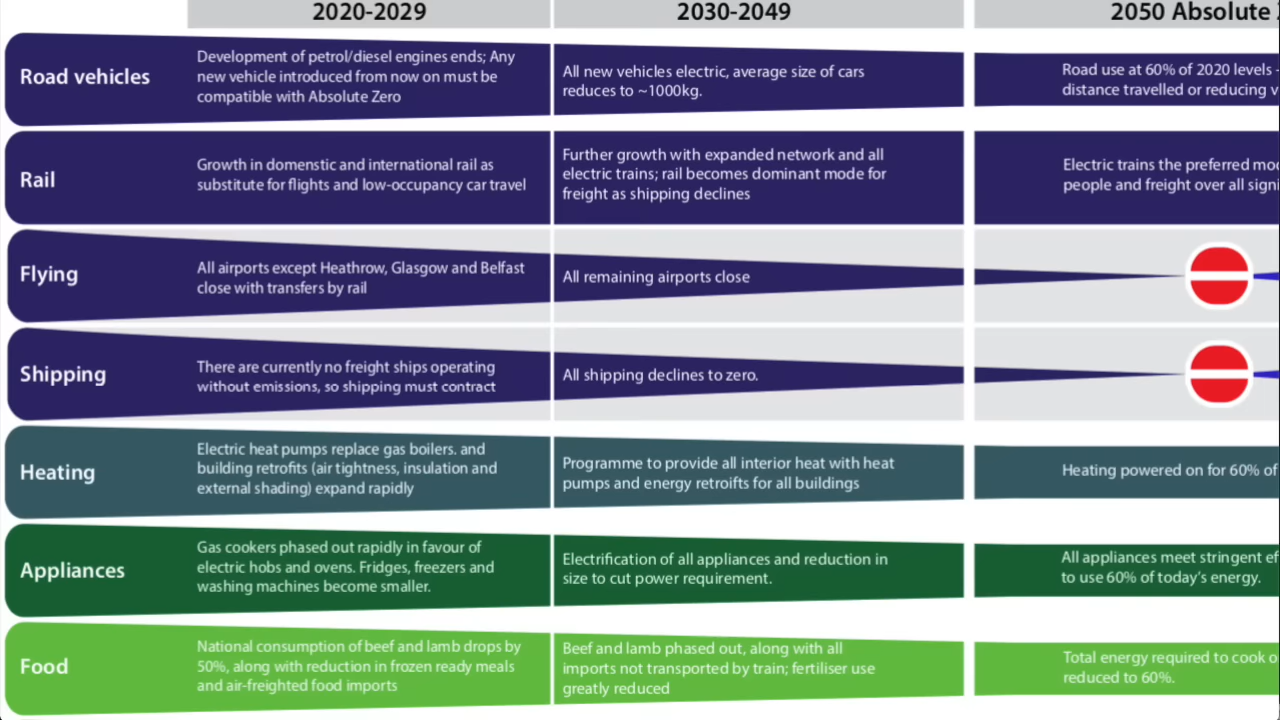 2020-2029
2030-2049
2050 Absolute
Road vehicles
Development of petrol/diesel engines ends; Any
new vehicle introduced from now on must be
compatible with Absolute Zero
All new vehicles electric, average size of cars
reduces to ~1000kg.
Road use at 60% of 2020 levels -
distance travelled or reducing
Rail
Growth in domenstic and international rail as
substitute for flights and low-occupancy car travel
Further growth with expanded network and all
electric trains; rail becomes dominant mode for
freight as shipping declines
Electric trains the preferred
people and freight over all
Flying
All airports except Heathrow, Glasgow and Belfast
close with transfers by rail
All remaining airports close
Shipping
There are currently no freight ships operating
without emissions, so shipping must contract
All shipping declines to zero.
Heating
Electric heat pumps replace gas boilers. and
building retrofits (air tightness, insulation and
external shading) expand rapidly
Programme to provide all interior heat with heat
pumps and energy retroifts for all buildings
Heating powered on for 60% of
Appliances
Gas cookers phased out rapidly in favour of
electric hobs and ovens. Fridges, freezers and
washing machines become smaller.
Electrification of all appliances and reduction in
size to cut power requirement.
All appliances meet stringent
to use 60% of today's energy.
Food
National consumption of beef and lamb drops by
50%, along with reduction in frozen ready meals
and air-freighted food imports
Beef and lamb phased out, along with all
imports not transported by train; fertiliser use
greatly reduced
Total energy required to cook
reduced to 60%.